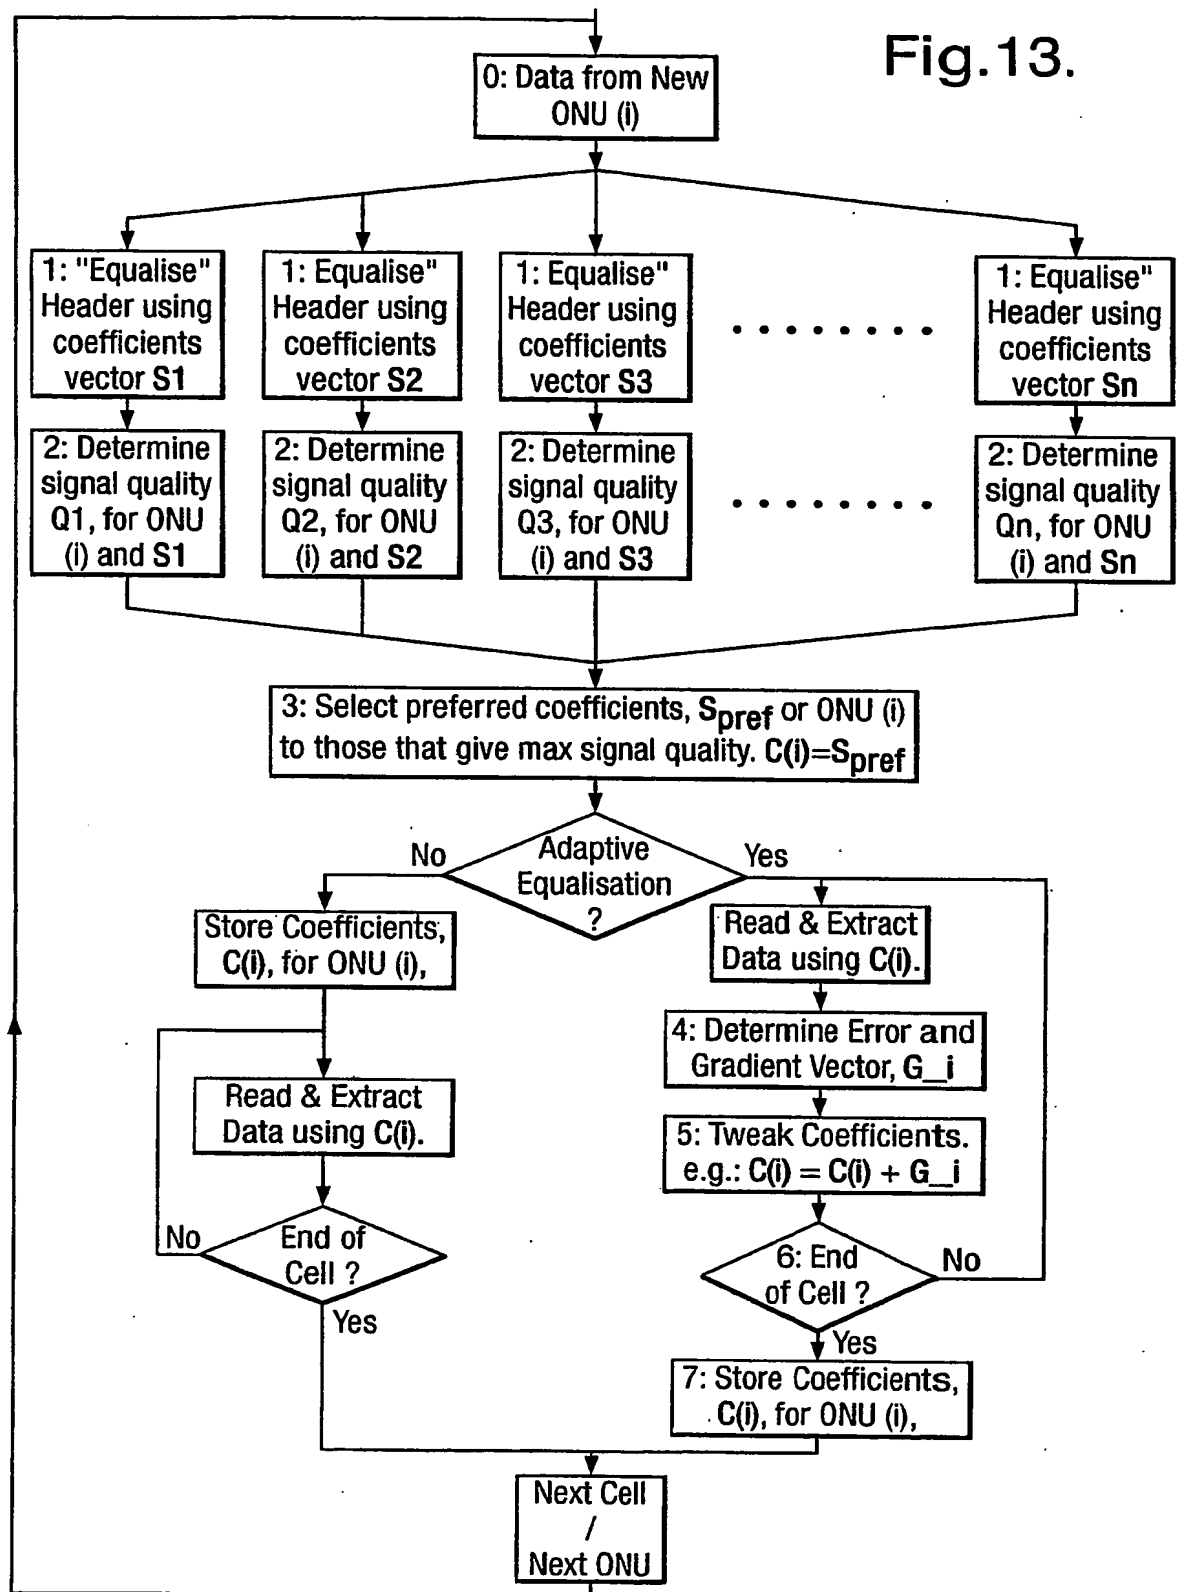 Fig.13.
0: Data from New
ONU (i)
1: "Equalise"
Header using
coefficients
vector S1
1: Equalise"
Header using
coefficients
vector S2
1: Equalise"
Header using
coefficients
vector S3
1: Equalise"
Header using
coefficients
vector Sn
2: Determine
signal quality
Q1, for ONU
(i) and S1
2: Determine
signal quality
Q2, for ONU
(i) and S2
2: Determine
signal quality
Q3, for ONU
(i) and S3
2: Determine
signal quality
Qn, for ONU
(i) and Sn
3: Select preferred coefficients, Spref or ONU (i)
to those that give max signal quality. C(i)=Spref
Adaptive
Equalisation
?
No
Yes
Store Coefficients,
C(i), for ONU (i),
Read & Extract
Data using C(i).
End of
Cell ?
No
Yes
Read & Extract
Data using C(i).
4: Determine Error and
Gradient Vector, G_i
5: Tweak Coefficients.
e.g.: C(i) = C(i) + G_i
6: End
of Cell ?
No
Yes
7: Store Coefficients,
C(i), for ONU (i),
Next Cell
/
Next ONU